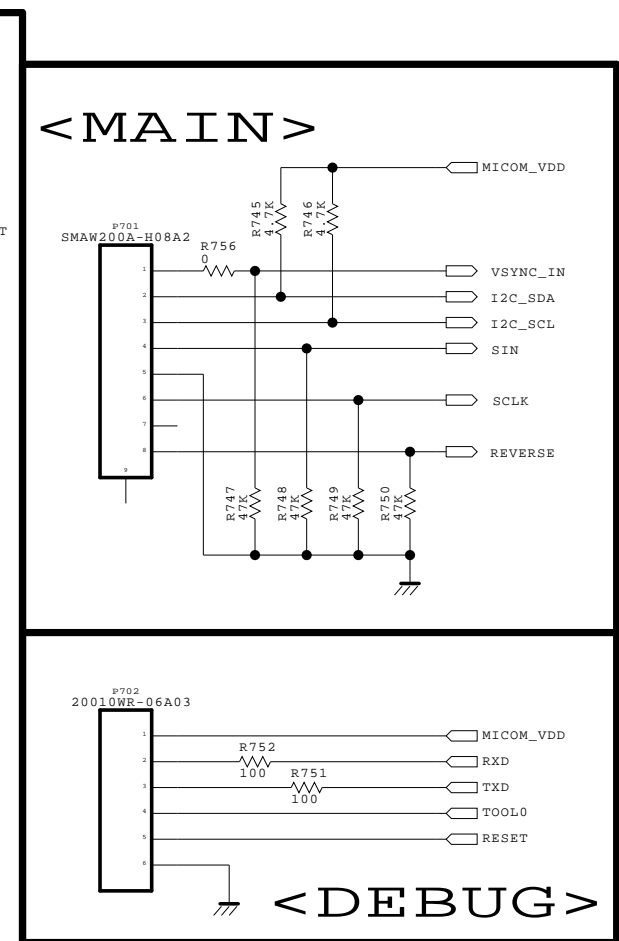 <MAIN>
MICOM_VDD
R745
4.7K
R746
4.7K
T
P701
SMAW200A-H08A2
R756
0
1
VSYNC_IN
2
I2C_SDA
3
I2C_SCL
4
SIN
5
6
SCLK
7
8
REVERSE
9
R747
47K
R748
47K
R749
47K
R750
47K
P702
20010WR-06A03
1
MICOM_VDD
R752
100
2
RXD
R751
100
3
TXD
4
TOOL0
5
RESET
6
<DEBUG>